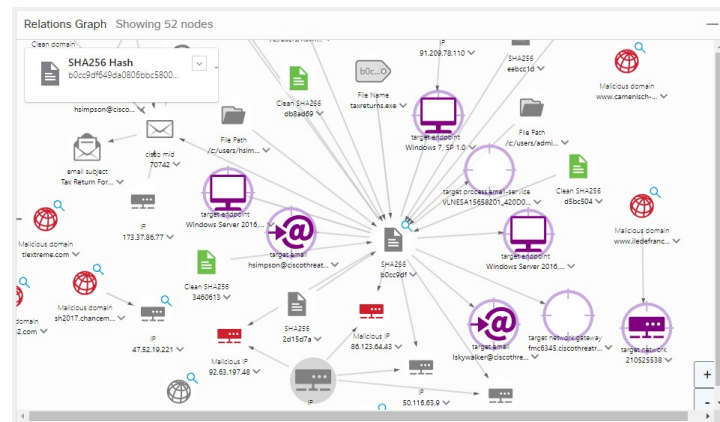 Relations Graph Showing 52 nodes
Clean domain
SHA256 Hash
b0cc9df649da0806bbc5800...
hsimpson@cisco...
cisco mid
70742
email subject
Tax Return For...
IP
173.37.86.77
Malicious domain
tlextreme.com
Malicious domain
sh2017.chancem...
domain
IP
47.52.19.221
Clean SHA256
db8ad69
File Path
/c:/users/hsim...
target endpoint
Windows Server 2016,...
target email
hsimpson@ciscothreat...
Clean SHA256
3460613
Malicious IP
92.63.197.48
SHA256
2d15d7a
IP
Malicious IP
86.123.64.43
IP
50.116.63.9
b0c...
File Name
taxreturns.exe
IP
91.209.78.110
target endpoint
Windows 7, SP 1.0
SHA256
eebcc1d
File Path
/c:/users/admi...
target process email-service
VLNESA15658201_420D0...
Clean SHA256
d5bc504
SHA256
b0cc9df
target endpoint
Windows Server 2016,...
target email
lskywalker@ciscothre...
target network gateway
fmc6345.ciscothreatr...
target network
210525538
Malicious domain
www.camenisch-...
Malicious domain
www.iledefranc...